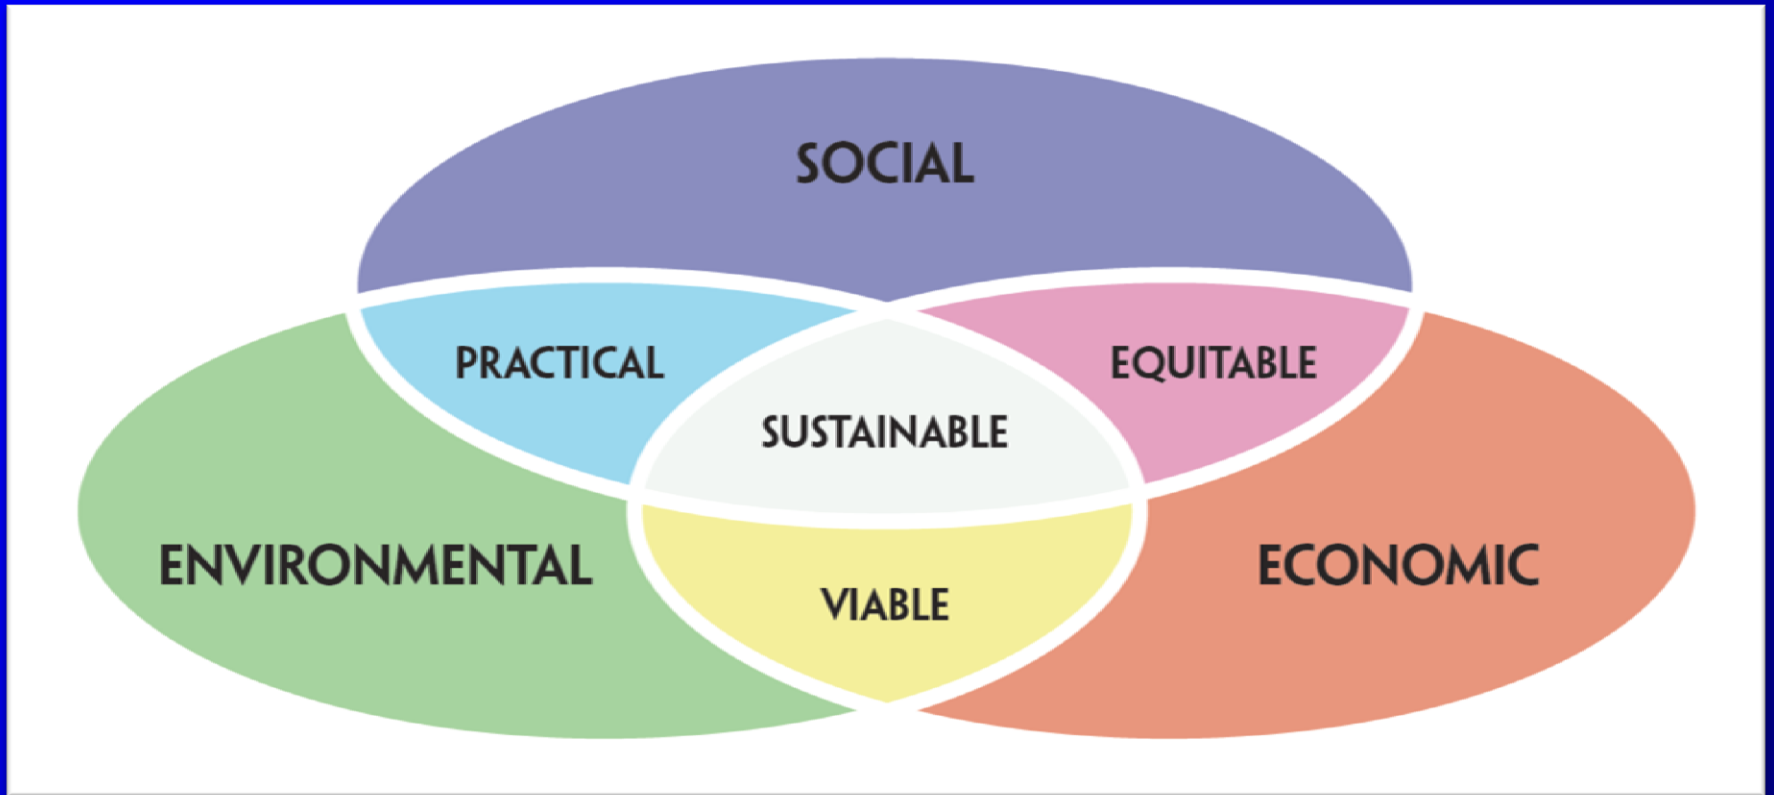 SOCIAL
PRACTICAL
EQUITABLE
SUSTAINABLE
ENVIRONMENTAL
ECONOMIC
VIABLE